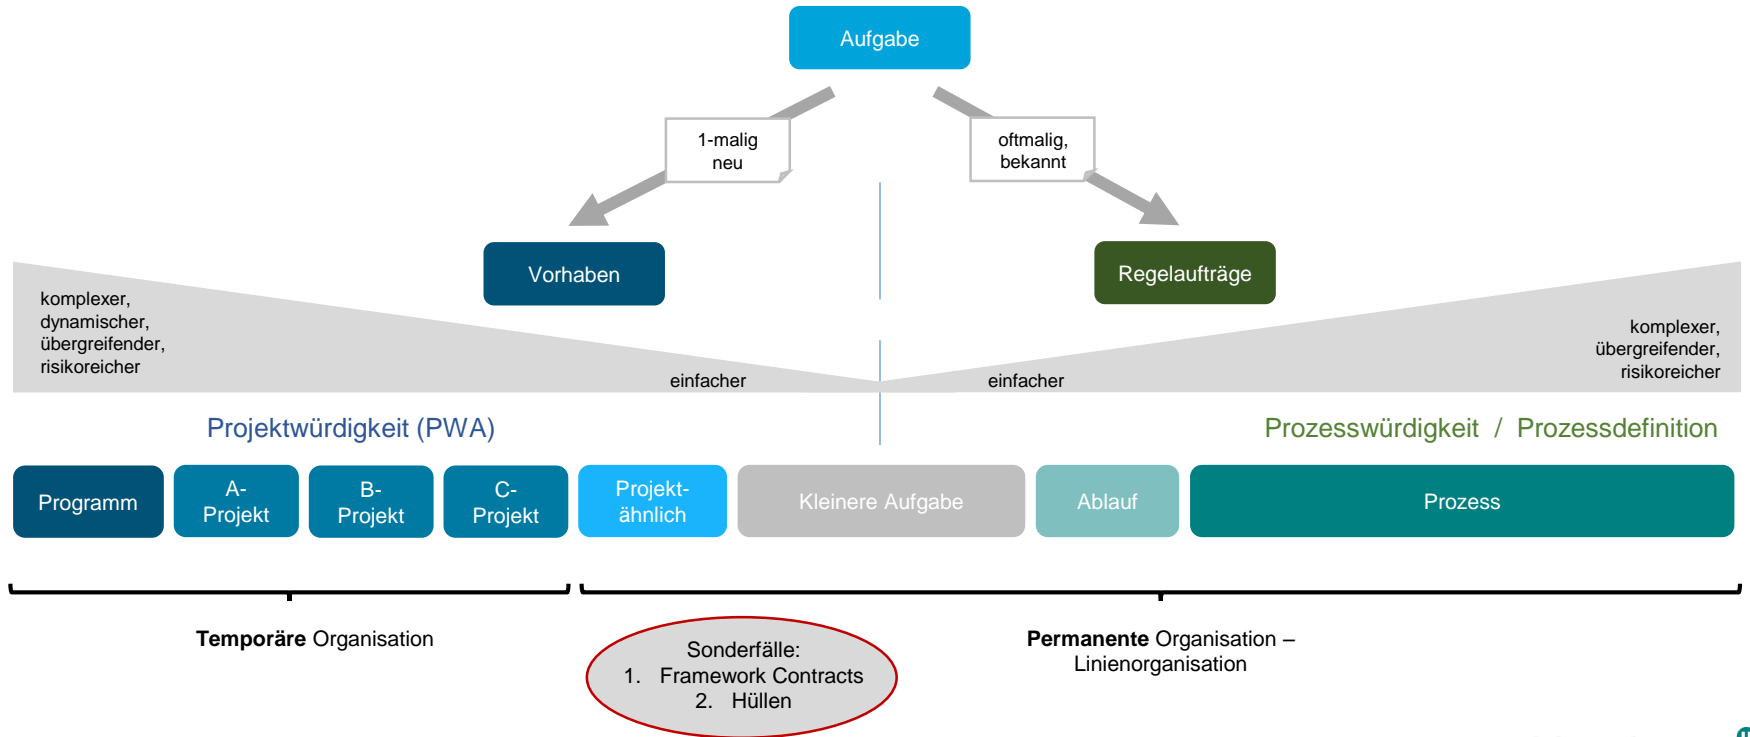 Aufgabe
1-malig
neu
oftmalig,
bekannt
Vorhaben
Regelaufträge
komplexer,
dynamischer,
übergreifender,
risikoreicher
einfacher
einfacher
komplexer,
übergreifender,
risikoreicher
Projektwürdigkeit (PWA)
Prozesswürdigkeit / Prozessdefinition
Programm
A-
Projekt
B-
Projekt
C-
Projekt
Projekt-
ähnlich
Kleinere Aufgabe
Ablauf
Prozess
Temporäre Organisation
Sonderfälle:
1. Framework Contracts
2. Hüllen
Permanente Organisation –
Linienorganisation